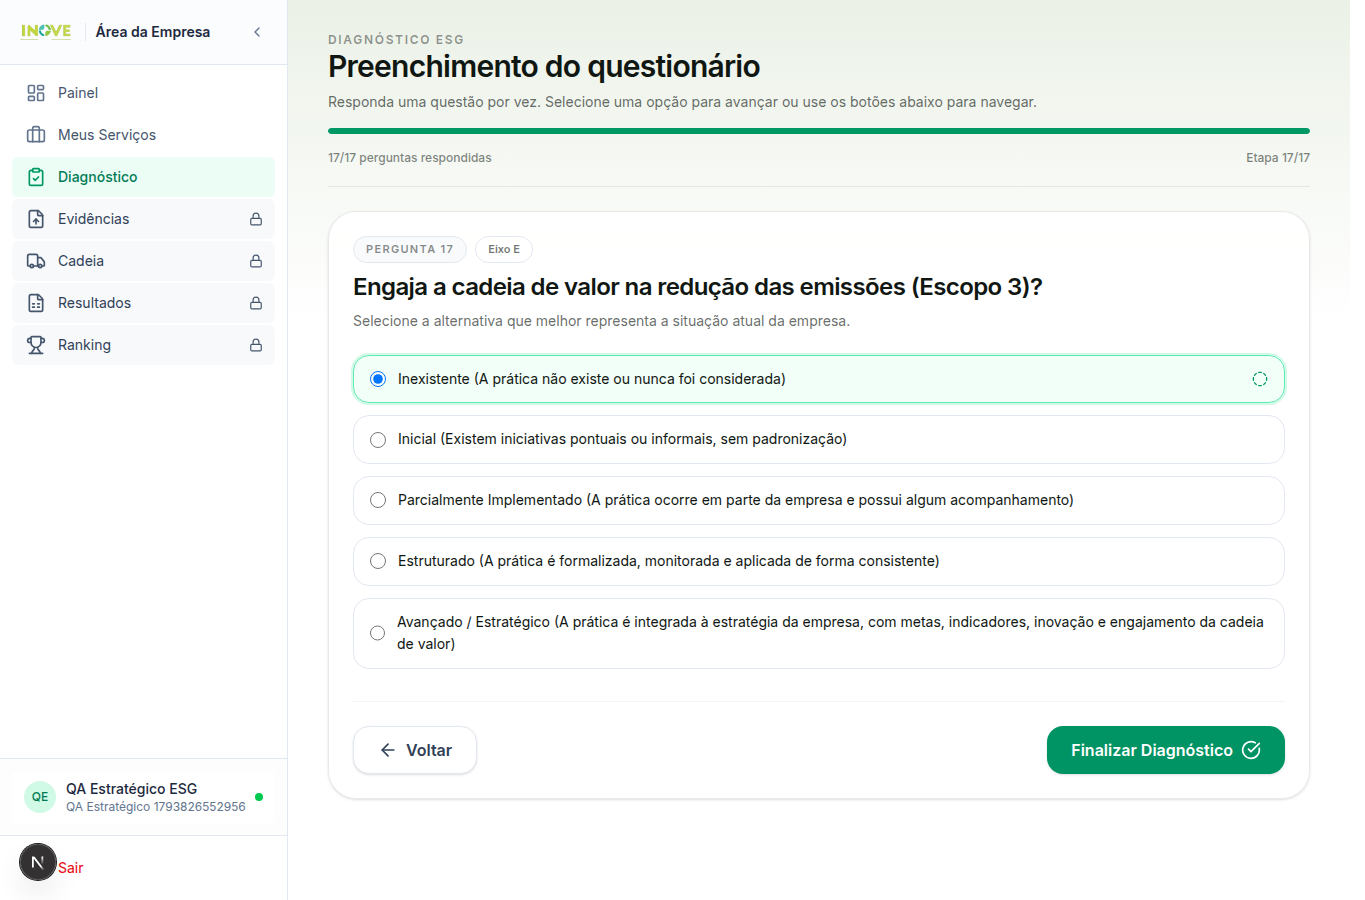 INOVE
Área da Empresa
Painel
Meus Serviços
Diagnóstico
Evidências
Cadeia
Resultados
Ranking
QE
QA Estratégico ESG
QA Estratégico 1793826552956
N
Sair
DIAGNÓSTICO ESG
Preenchimento do questionário
Responda uma questão por vez. Selecione uma opção para avançar ou use os botões abaixo para navegar.
17/17 perguntas respondidas
Etapa 17/17
PERGUNTA 17
Eixo E
Engaja a cadeia de valor na redução das emissões (Escopo 3)?
Selecione a alternativa que melhor representa a situação atual da empresa.
Inexistente (A prática não existe ou nunca foi considerada)
Inicial (Existem iniciativas pontuais ou informais, sem padronização)
Parcialmente Implementado (A prática ocorre em parte da empresa e possui algum acompanhamento)
Estruturado (A prática é formalizada, monitorada e aplicada de forma consistente)
Avançado / Estratégico (A prática é integrada à estratégia da empresa, com metas, indicadores, inovação e engajamento da cadeia
de valor)
Voltar
Finalizar Diagnóstico